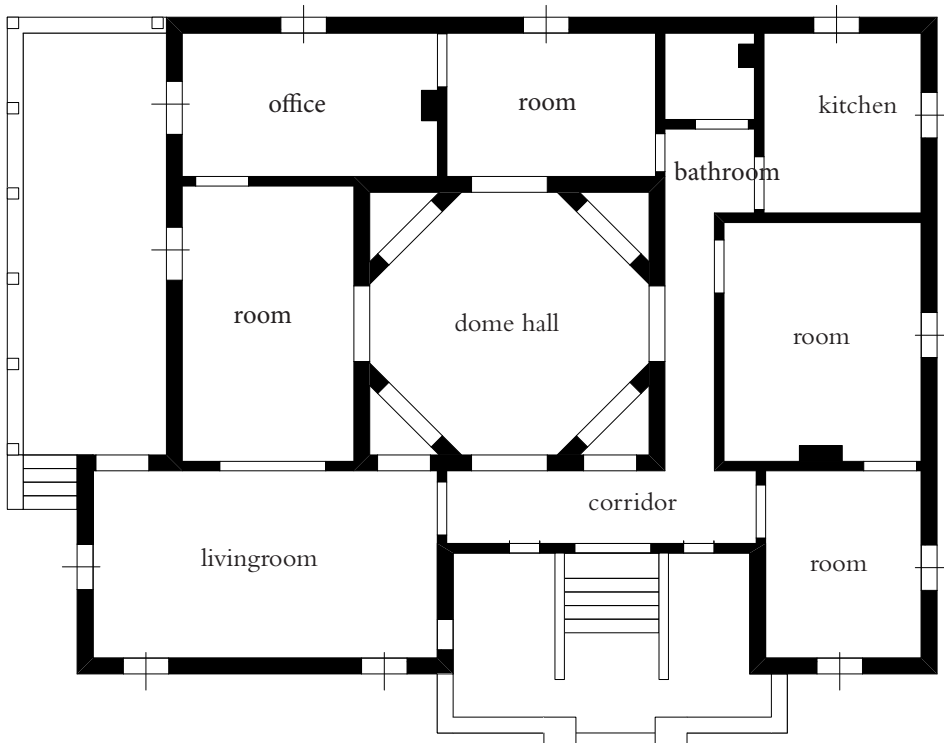 office
room
kitchen
bathroom
room
dome hall
room
corridor
livingroom
room